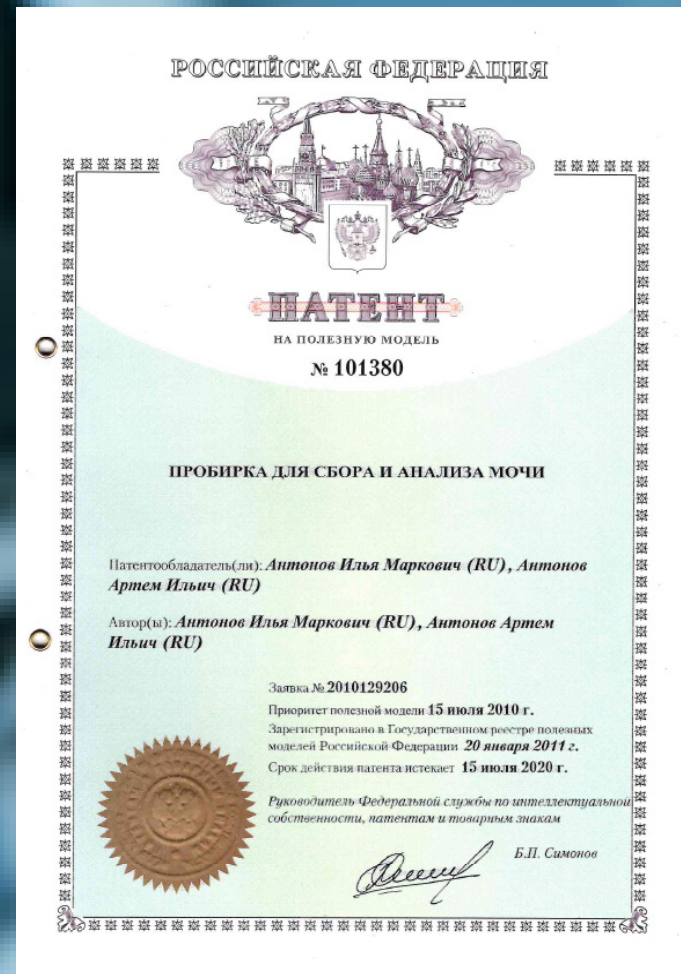 РОССИЙСКАЯ ФЕДЕРАЦИЯ
ПАТЕНТ
НА ПОЛЕЗНУЮ МОДЕЛЬ
№ 101380
ПРОБИРКА ДЛЯ СБОРА И АНАЛИЗА МОЧИ
Патентообладатель(ли): Антонов Илья Маркович (RU), Антонов
Артем Ильич (RU)
Автор(ы): Антонов Илья Маркович (RU), Антонов Артем
Ильич (RU)
Заявка № 2010129206
Приоритет полезной модели 15 июля 2010 г.
Зарегистрировано в Государственном реестре полезных
моделей Российской Федерации 20 января 2011 г.
Срок действия патента истекает 15 июля 2020 г.
Руководитель Федеральной службы по интеллектуальной
собственности, патентам и товарным знакам
Б.П. Симонов